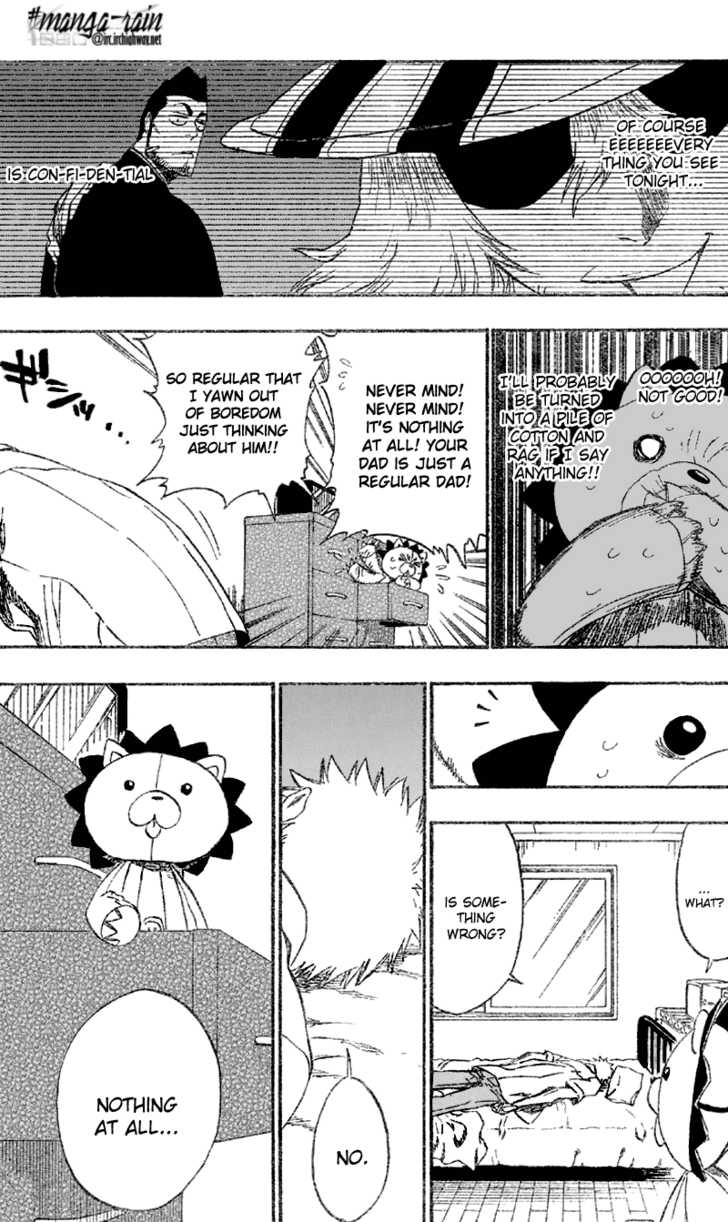 #manga-rain
@irc.irchighway.net
OF COURSE
EEEEEEEVERY
THING YOU SEE
TONIGHT...
IS CON-FI-DEN-TIAL
OOOOOOH!
NOT GOOD!
I'LL PROBABLY
BE TURNED
INTO A PILE OF
COTTON AND
RAG IF I SAY
ANYTHING!!
NEVER MIND!
NEVER MIND!
IT'S NOTHING
AT ALL! YOUR
DAD IS JUST A
REGULAR DAD!
SO REGULAR THAT
I YAWN OUT
OF BOREDOM
JUST THINKING
ABOUT HIM!!
...
WHAT?
IS SOME-
THING
WRONG?
NO.
NOTHING
AT ALL...